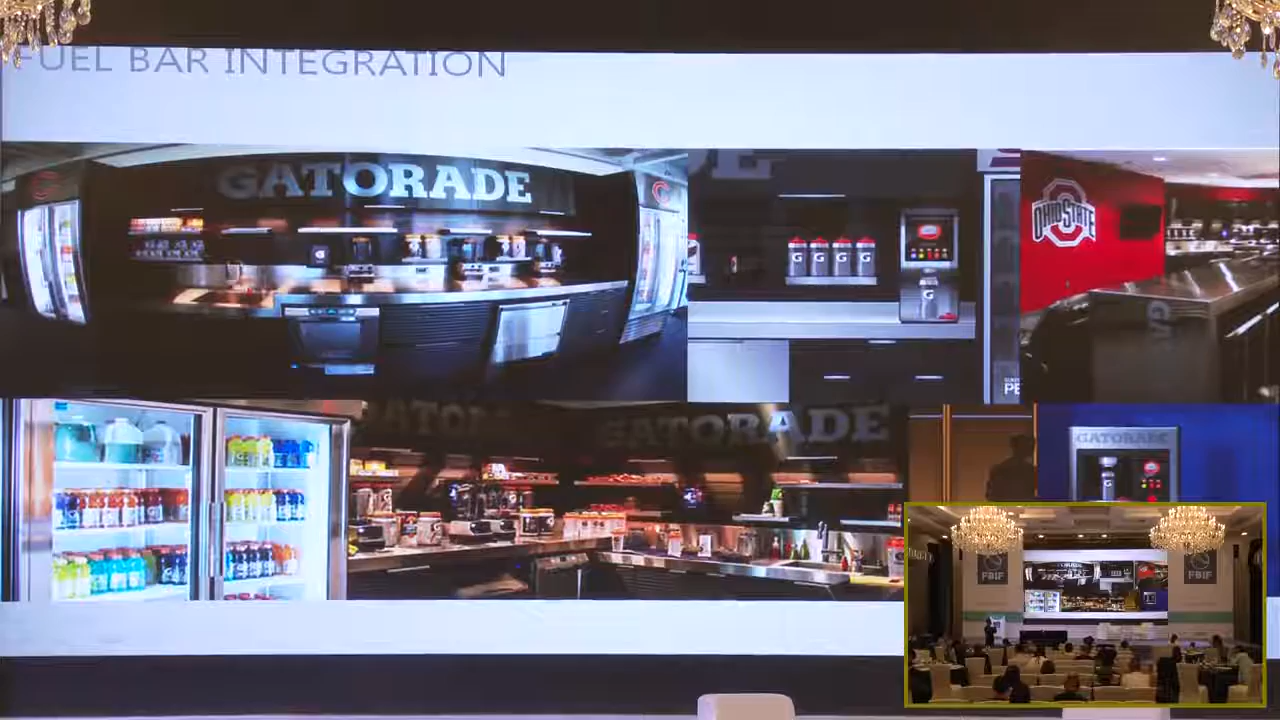 FUEL BAR INTEGRATION
GATORADE
G
G
G
G
G
OHIO STATE
GATORADE
GATORADE
FBIF
FBIF